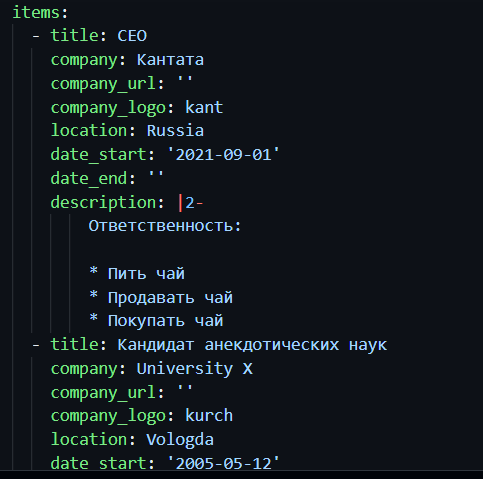 items:
  - title: CEO
    company: Кантата
    company_url: ''
    company_logo: kant
    location: Russia
    date_start: '2021-09-01'
    date_end: ''
    description: |2-
        Ответственность:

        * Пить чай
        * Продавать чай
        * Покупать чай
  - title: Кандидат анекдотических наук
    company: University X
    company_url: ''
    company_logo: kurch
    location: Vologda
    date_start: '2005-05-12'